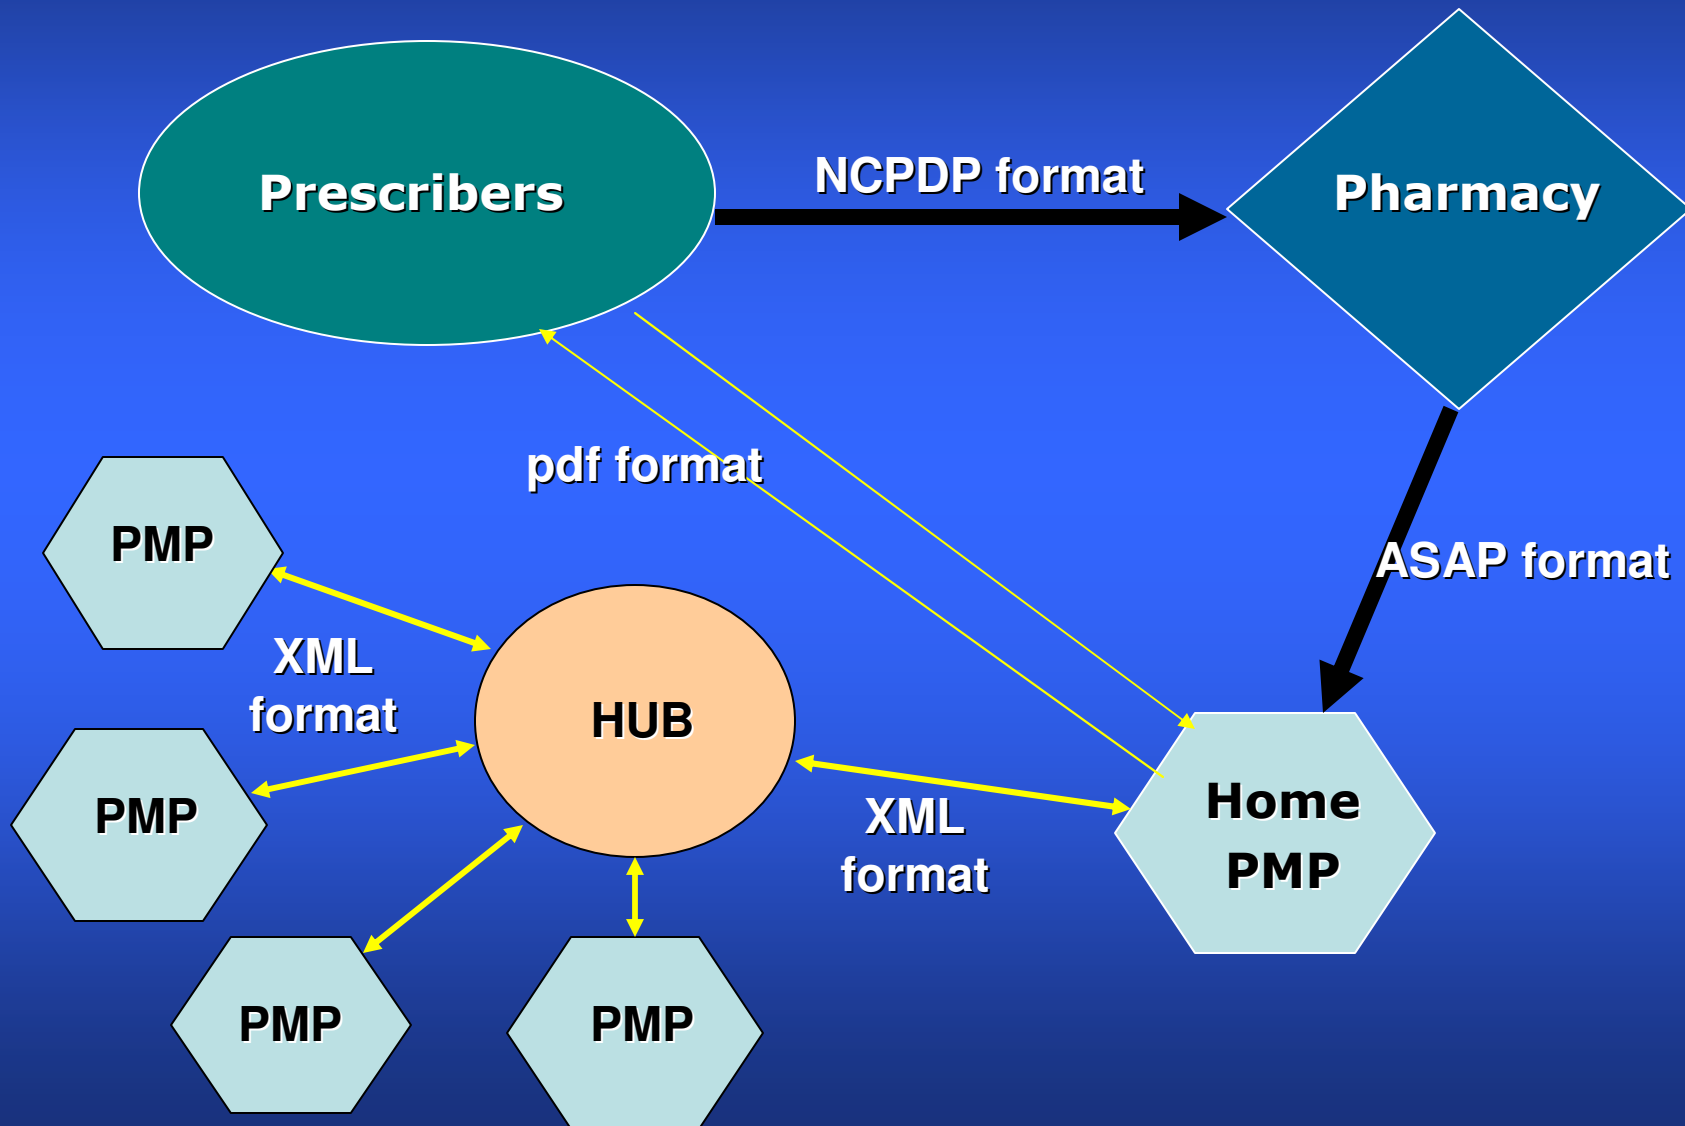 Prescribers
NCPDP format
Pharmacy
pdf format
PMP
ASAP format
XML
format
HUB
PMP
XML
format
Home
PMP
PMP
PMP